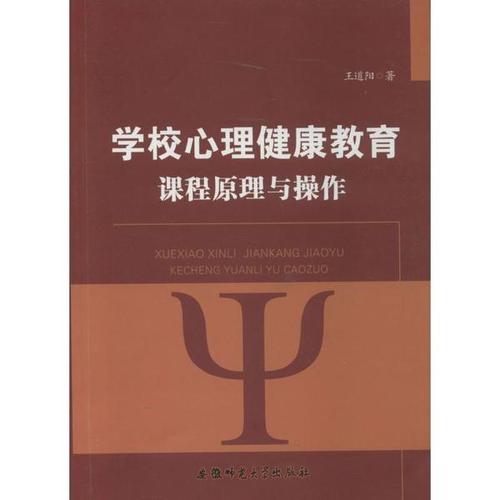 王道阳◎著
学校心理健康教育
课程原理与操作
XUEXIAO XINLI JIANKANG JIAOYU
KECHENG YUANLI YU CAOZUO
Ψ
安徽师范大学出版社